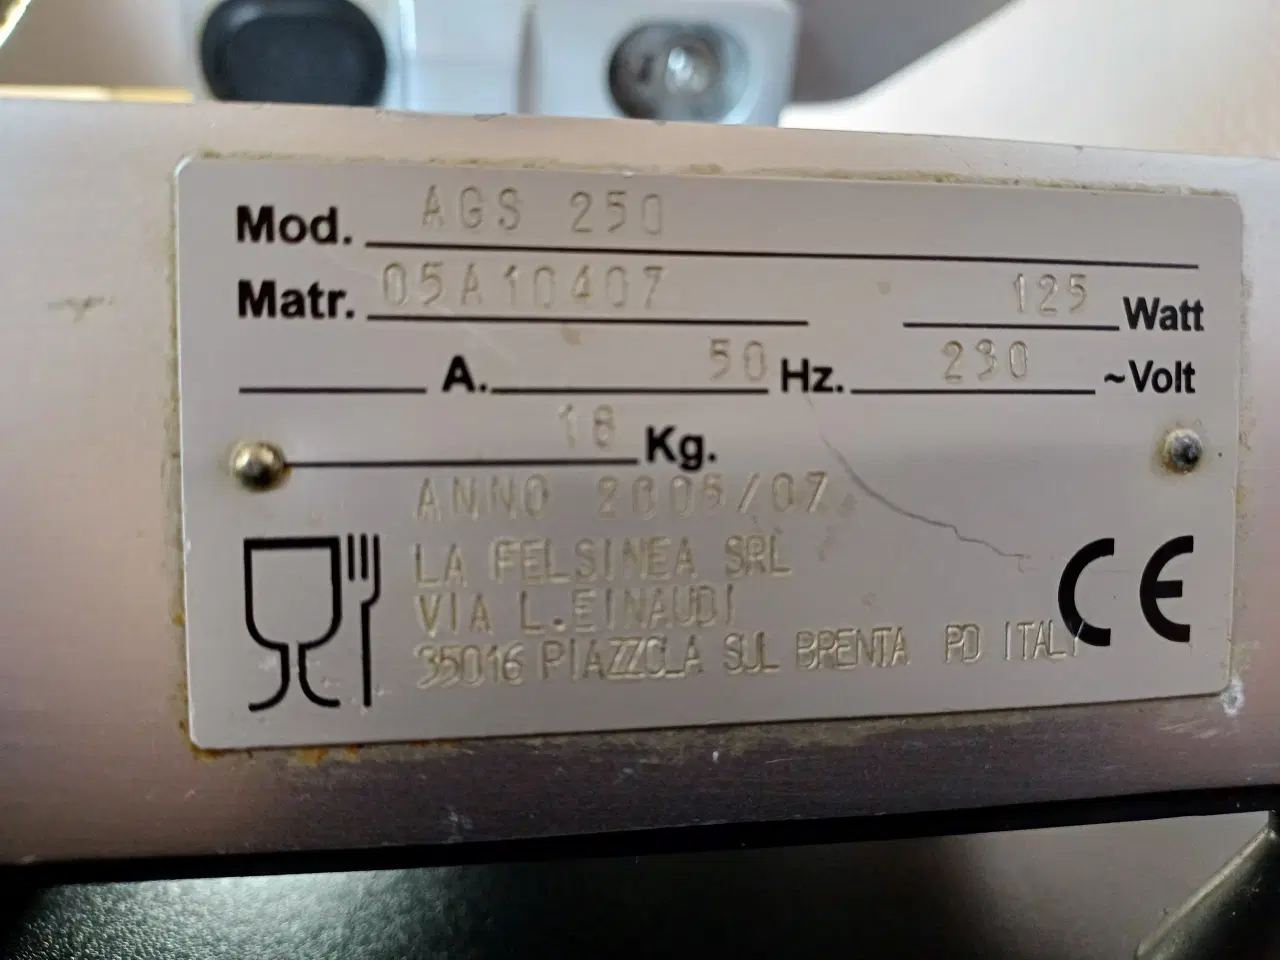 Mod. AGS 250
Matr. 05A10407 125 Watt
A. 50 Hz. 230 ~Volt
16 Kg.
ANNO 2005/07
LA FELSINEA SRL
VIA L.EINAUDI
35016 PIAZZOLA SUL BRENTA PD ITALY
CE